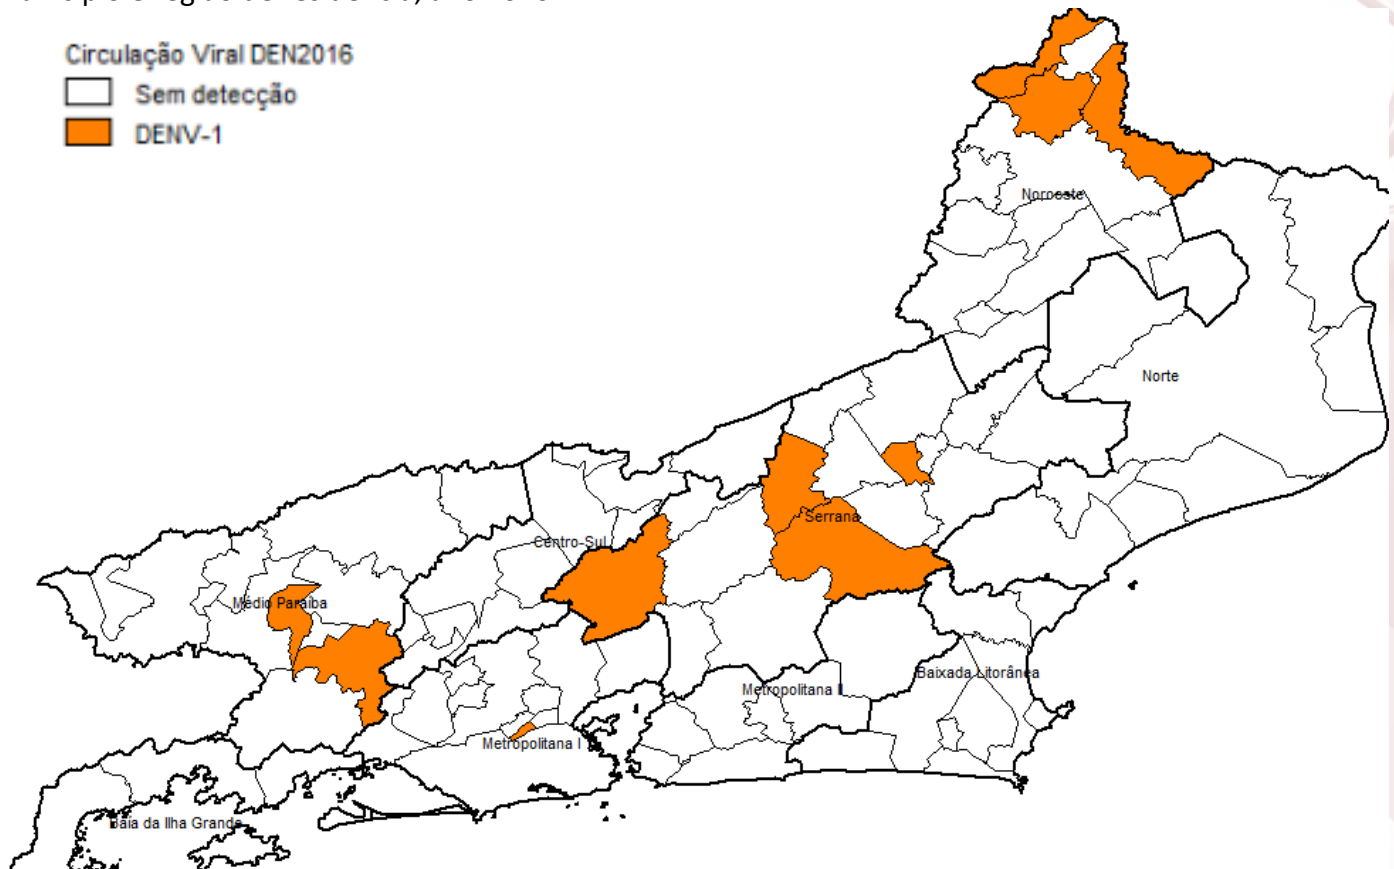 Circulação Viral DEN2016
Sem detecção
DENV-1
Noroeste
Norte
Serrana
Centro-Sul
Médio Paraíba
Baixada Litorânea
Metropolitana II
Metropolitana I
Baía da Ilha Grande